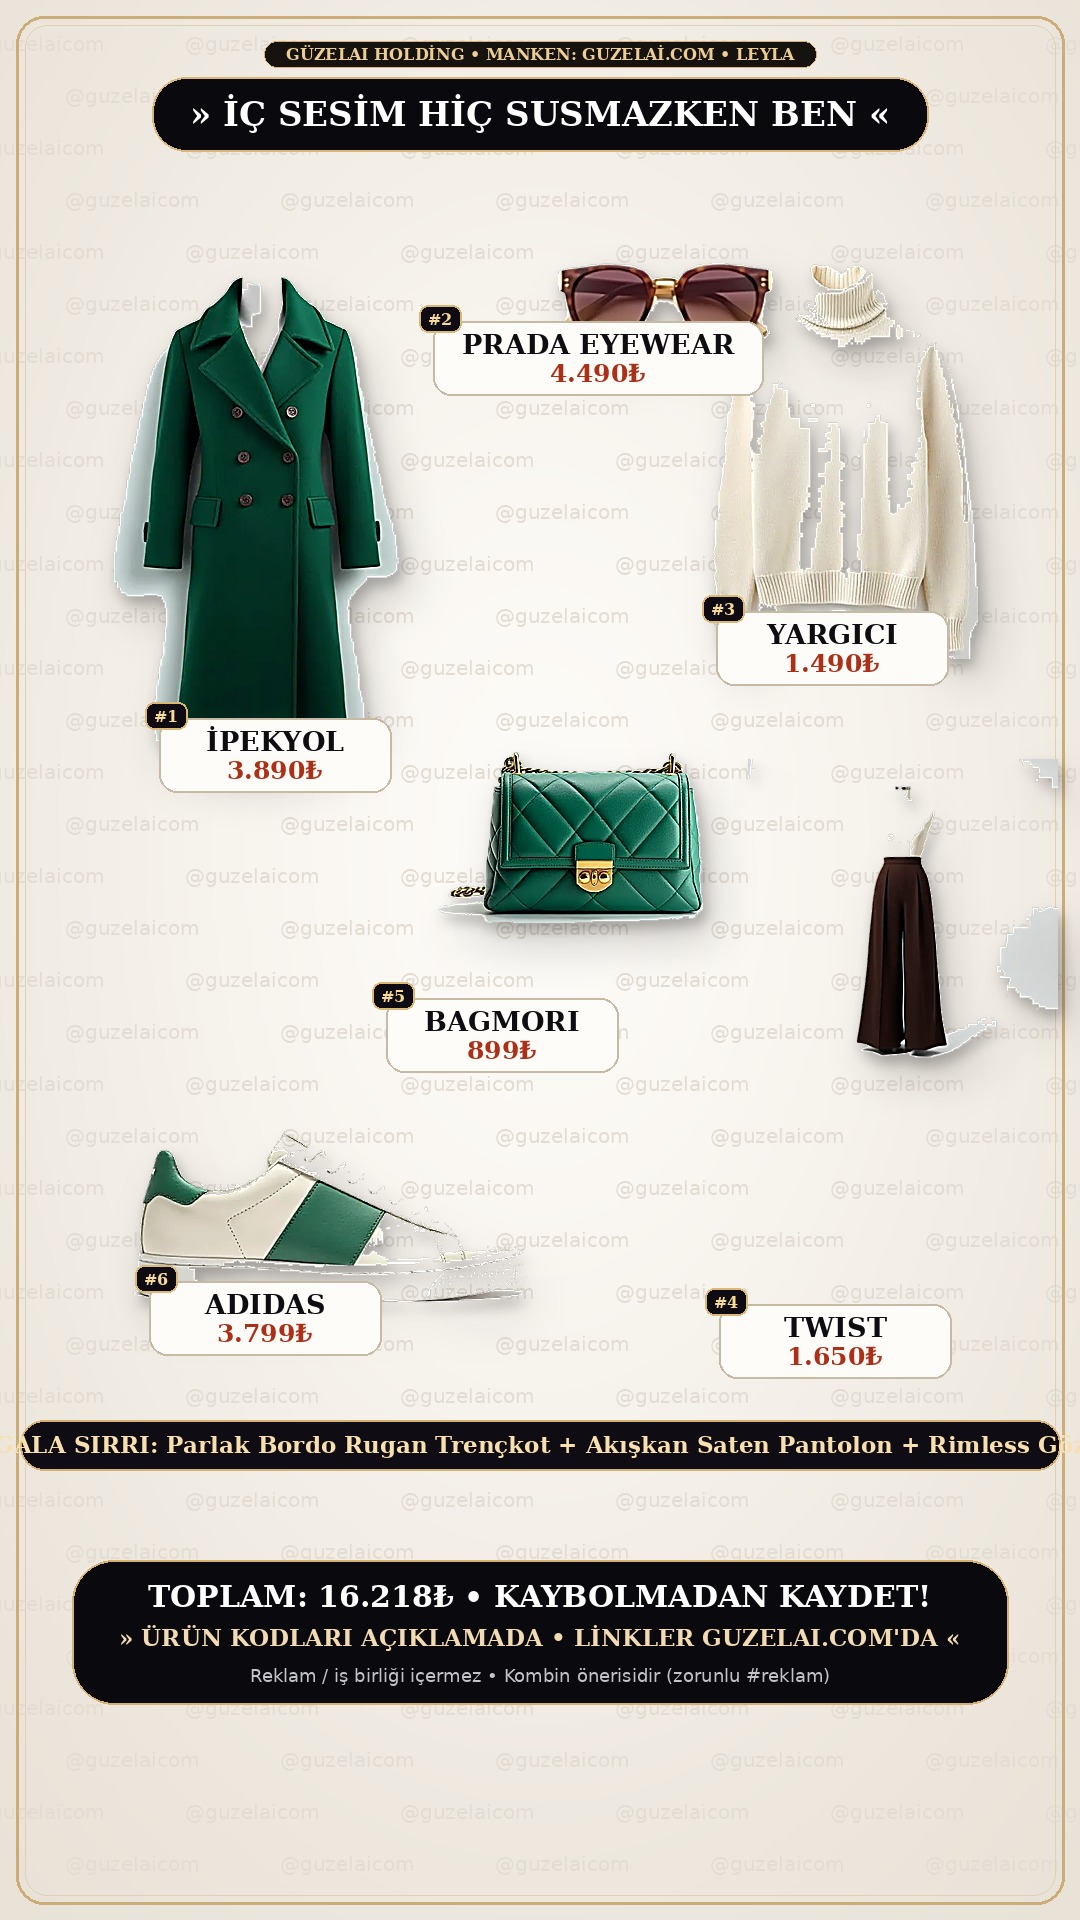 GÜZELAI HOLDİNG • MANKEN: GUZELAİ.COM • LEYLA
» İÇ SESİM HİÇ SUSMAZKEN BEN «
#2
PRADA EYEWEAR
4.490₺
#3
YARGICI
1.490₺
#1
İPEKYOL
3.890₺
#5
BAGMORI
899₺
#6
ADIDAS
3.799₺
#4
TWIST
1.650₺
GALA SIRRI: Parlak Bordo Rugan Trençkot + Akışkan Saten Pantolon + Rimless
TOPLAM: 16.218₺ • KAYBOLMADAN KAYDET!
» ÜRÜN KODLARI AÇIKLAMADA • LİNKLER GUZELAI.COM'DA «
Reklam / iş birliği içermez • Kombin önerisidir (zorunlu #reklam)
@guzelaicom